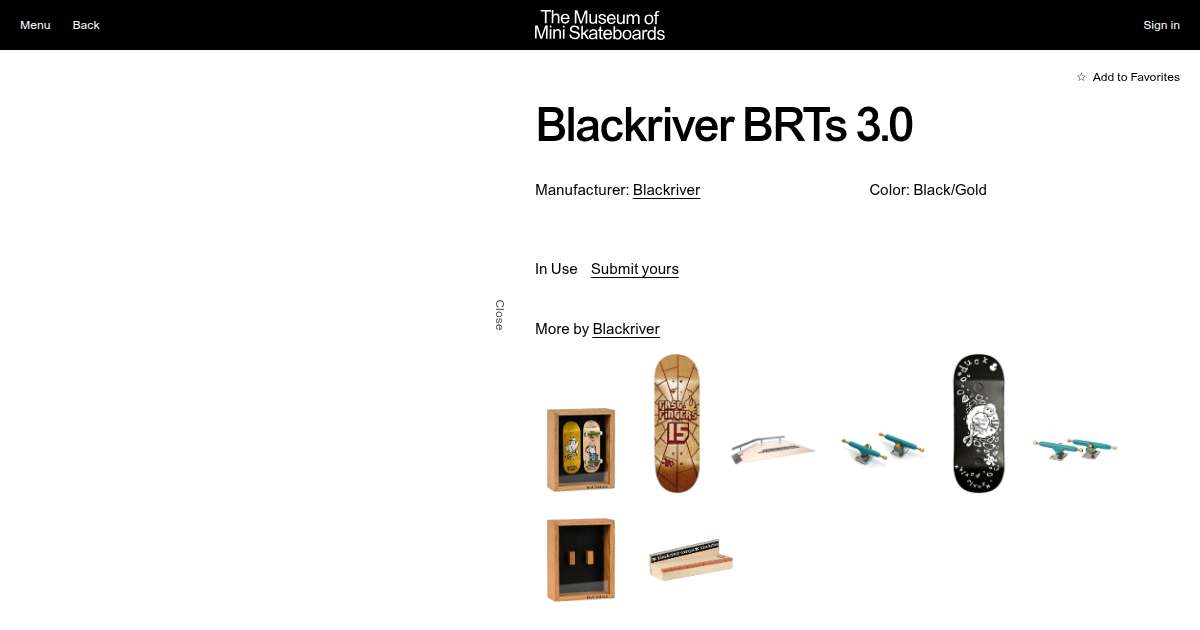 Menu
Back
The Museum of
Mini Skateboards
Sign in
☆ Add to Favorites
Blackriver BRTs 3.0
Manufacturer: Blackriver
Color: Black/Gold
In Use
Submit yours
Close
More by Blackriver
FAST
FINGERS
15